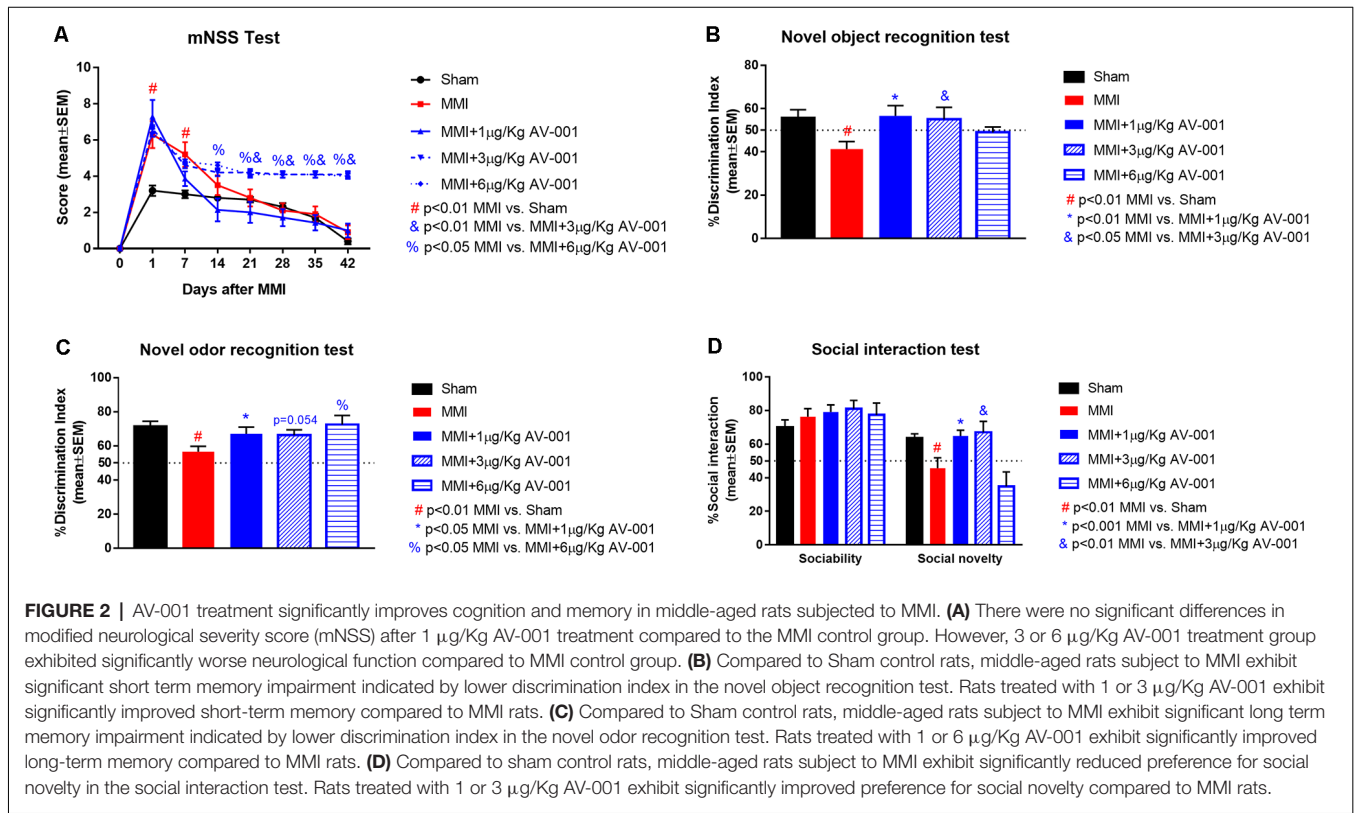 A
mNSS Test
Score (mean±SEM)
10
8
6
4
2
0
#
#
%
%&
%&
%&
%&
0 1 7 14 21 28 35 42
Days after MMI
Sham
MMI
MMI+1µg/Kg AV-001
MMI+3µg/Kg AV-001
MMI+6µg/Kg AV-001
# p<0.01 MMI vs. Sham
& p<0.01 MMI vs. MMI+3µg/Kg AV-001
% p<0.05 MMI vs. MMI+6µg/Kg AV-001
B
Novel object recognition test
%Discrimination Index
(mean±SEM)
80
60
50
40
20
0
#
*
&
Sham
MMI
MMI+1µg/Kg AV-001
MMI+3µg/Kg AV-001
MMI+6µg/Kg AV-001
# p<0.01 MMI vs. Sham
* p<0.01 MMI vs. MMI+1µg/Kg AV-001
& p<0.05 MMI vs. MMI+3µg/Kg AV-001
C
Novel odor recognition test
%Discrimination Index
(mean±SEM)
100
80
60
50
40
20
0
#
*
p=0.054
%
Sham
MMI
MMI+1µg/Kg AV-001
MMI+3µg/Kg AV-001
MMI+6µg/Kg AV-001
# p<0.01 MMI vs. Sham
* p<0.05 MMI vs. MMI+1µg/Kg AV-001
% p<0.05 MMI vs. MMI+6µg/Kg AV-001
D
Social interaction test
%Social interaction
(mean±SEM)
100
80
60
50
40
20
0
#
*
&
Sociability Social novelty
Sham
MMI
MMI+1µg/Kg AV-001
MMI+3µg/Kg AV-001
MMI+6µg/Kg AV-001
# p<0.01 MMI vs. Sham
* p<0.001 MMI vs. MMI+1µg/Kg AV-001
& p<0.01 MMI vs. MMI+3µg/Kg AV-001
FIGURE 2 | AV-001 treatment significantly improves cognition and memory in middle-aged rats subjected to MMI. (A) There were no significant differences in
modified neurological severity score (mNSS) after 1 µg/Kg AV-001 treatment compared to the MMI control group. However, 3 or 6 µg/Kg AV-001 treatment group
exhibited significantly worse neurological function compared to MMI control group. (B) Compared to Sham control rats, middle-aged rats subject to MMI exhibit
significant short term memory impairment indicated by lower discrimination index in the novel object recognition test. Rats treated with 1 or 3 µg/Kg AV-001 exhibit
significantly improved short-term memory compared to MMI rats. (C) Compared to Sham control rats, middle-aged rats subject to MMI exhibit significant long term
memory impairment indicated by lower discrimination index in the novel odor recognition test. Rats treated with 1 or 6 µg/Kg AV-001 exhibit significantly improved
long-term memory compared to MMI rats. (D) Compared to sham control rats, middle-aged rats subject to MMI exhibit significantly reduced preference for social
novelty in the social interaction test. Rats treated with 1 or 3 µg/Kg AV-001 exhibit significantly improved preference for social novelty compared to MMI rats.